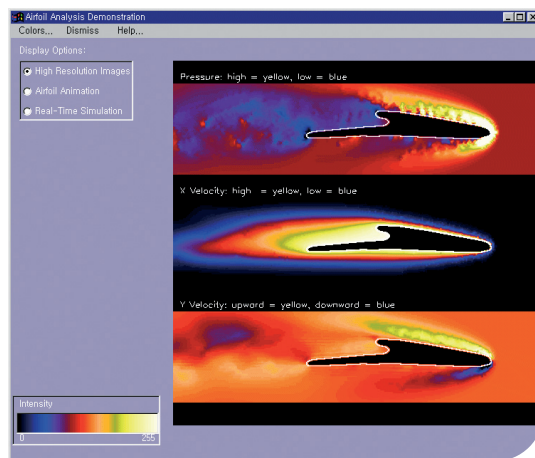 Airfoil Analysis Demonstration
Colors... Dismiss Help...
Display Options:
High Resolution Images
Airfoil Animation
Real-Time Simulation
Pressure: high = yellow, low = blue
X Velocity: high = yellow, low = blue
Y Velocity: upward = yellow, downward = blue
Intensity
0 255